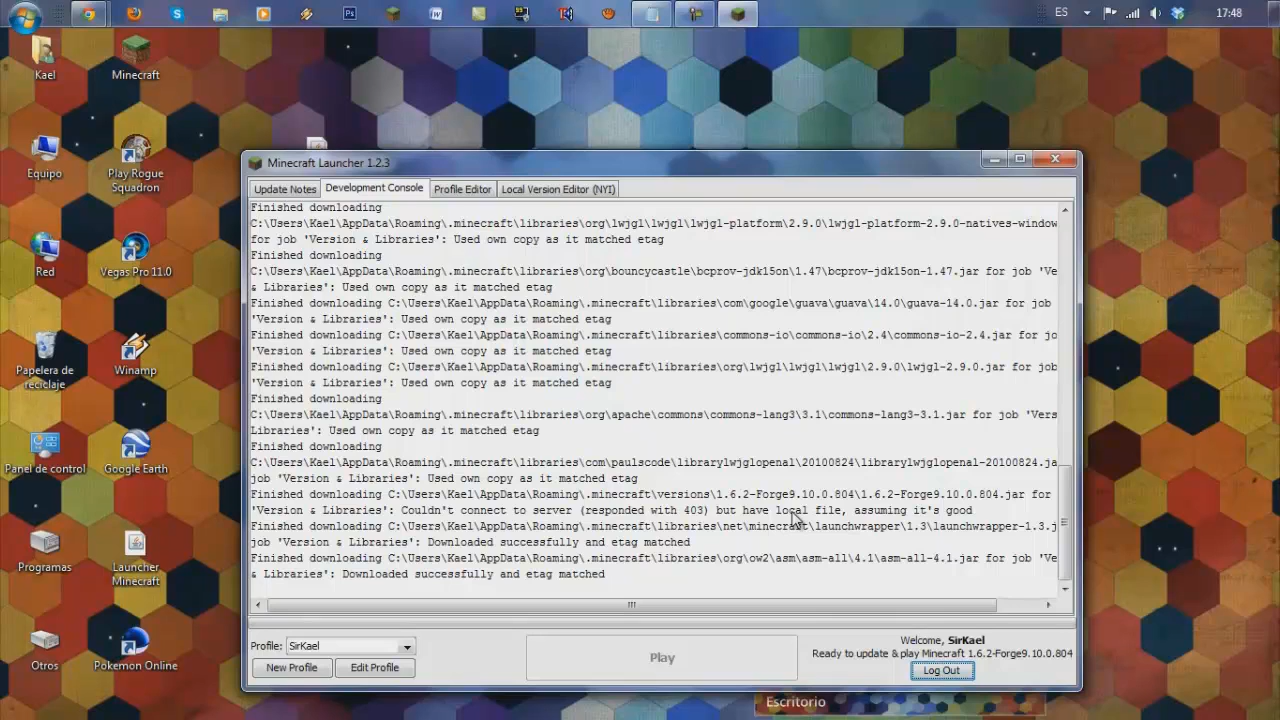 ES
17:48
Kael
Minecraft
Equipo
Play Rogue
Squadron
Red
Vegas Pro 11.0
Papelera de
reciclaje
Winamp
Panel de control
Google Earth
Programas
Launcher
Minecraft
Otros
Pokemon Online
Minecraft Launcher 1.2.3
Update Notes
Development Console
Profile Editor
Local Version Editor (NYI)
Finished downloading
C:\Users\Kael\AppData\Roaming\.minecraft\libraries\org\lwjgl\lwjgl\lwjgl-platform\2.9.0\lwjgl-platform-2.9.0-natives-window
for job 'Version & Libraries': Used own copy as it matched etag
Finished downloading
C:\Users\Kael\AppData\Roaming\.minecraft\libraries\org\bouncycastle\bcprov-jdk15on\1.47\bcprov-jdk15on-1.47.jar for job 'Ve
& Libraries': Used own copy as it matched etag
Finished downloading C:\Users\Kael\AppData\Roaming\.minecraft\libraries\com\google\guava\guava\14.0\guava-14.0.jar for job
'Version & Libraries': Used own copy as it matched etag
Finished downloading C:\Users\Kael\AppData\Roaming\.minecraft\libraries\commons-io\commons-io\2.4\commons-io-2.4.jar for jo
'Version & Libraries': Used own copy as it matched etag
Finished downloading C:\Users\Kael\AppData\Roaming\.minecraft\libraries\org\lwjgl\lwjgl\lwjgl\2.9.0\lwjgl-2.9.0.jar for job
'Version & Libraries': Used own copy as it matched etag
Finished downloading
C:\Users\Kael\AppData\Roaming\.minecraft\libraries\org\apache\commons\commons-lang3\3.1\commons-lang3-3.1.jar for job 'Vers
Libraries': Used own copy as it matched etag
Finished downloading
C:\Users\Kael\AppData\Roaming\.minecraft\libraries\com\paulscode\librarylwjglopenal\20100824\librarylwjglopenal-20100824.ja
job 'Version & Libraries': Used own copy as it matched etag
Finished downloading C:\Users\Kael\AppData\Roaming\.minecraft\versions\1.6.2-Forge9.10.0.804\1.6.2-Forge9.10.0.804.jar for
'Version & Libraries': Couldn't connect to server (responded with 403) but have local file, assuming it's good
Finished downloading C:\Users\Kael\AppData\Roaming\.minecraft\libraries\net\minecraft\launchwrapper\1.3\launchwrapper-1.3.j
job 'Version & Libraries': Downloaded successfully and etag matched
Finished downloading C:\Users\Kael\AppData\Roaming\.minecraft\libraries\org\ow2\asm\asm-all\4.1\asm-all-4.1.jar for job 'Ve
& Libraries': Downloaded successfully and etag matched
Profile:
SirKael
New Profile
Edit Profile
Play
Welcome, SirKael
Ready to update & play Minecraft 1.6.2-Forge9.10.0.804
Log Out
Escritorio